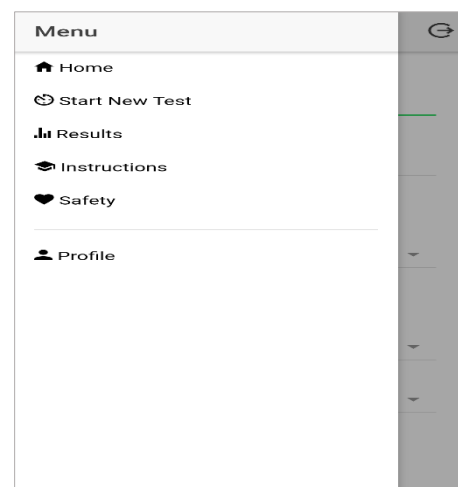 Menu
Home
Start New Test
Results
Instructions
Safety
Profile